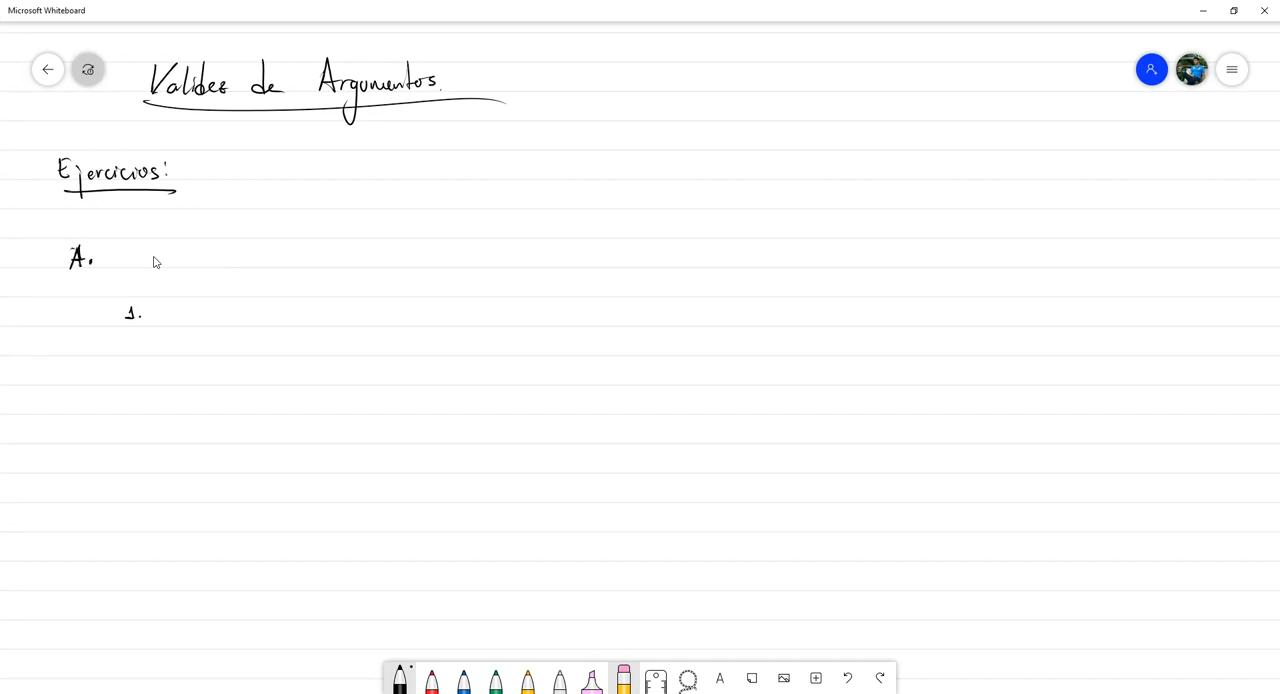 Microsoft Whiteboard
Validez de Argumentos.
Ejercicios:
A.
1.
A